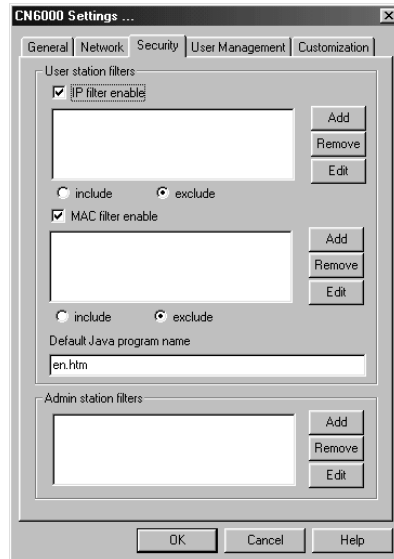 CN6000 Settings ...
General Network Security User Management Customization
User station filters
IP filter enable
Add
Remove
Edit
include exclude
MAC filter enable
Add
Remove
Edit
include exclude
Default Java program name
en.htm
Admin station filters
Add
Remove
Edit
OK Cancel Help